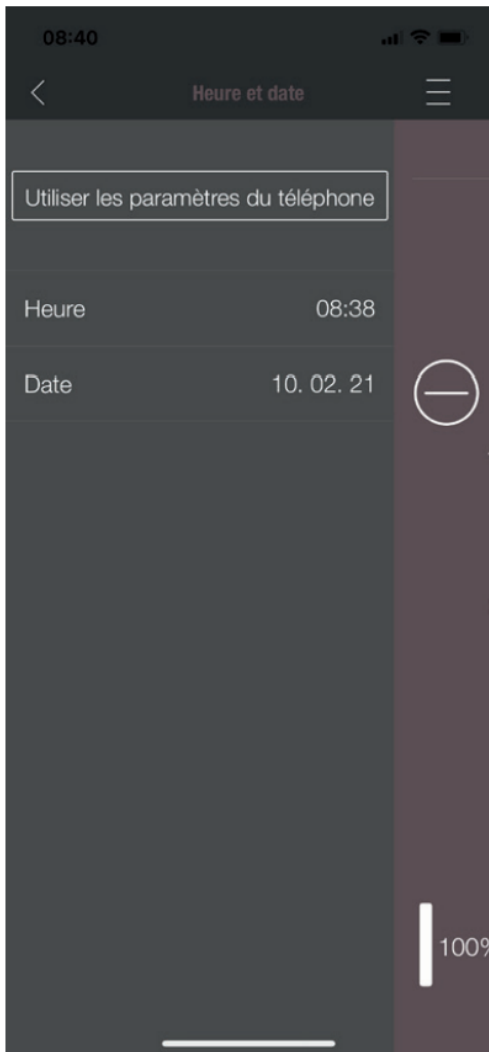 08:40
Heure et date
Utiliser les paramètres du téléphone
Heure 08:38
Date 10. 02. 21
100%